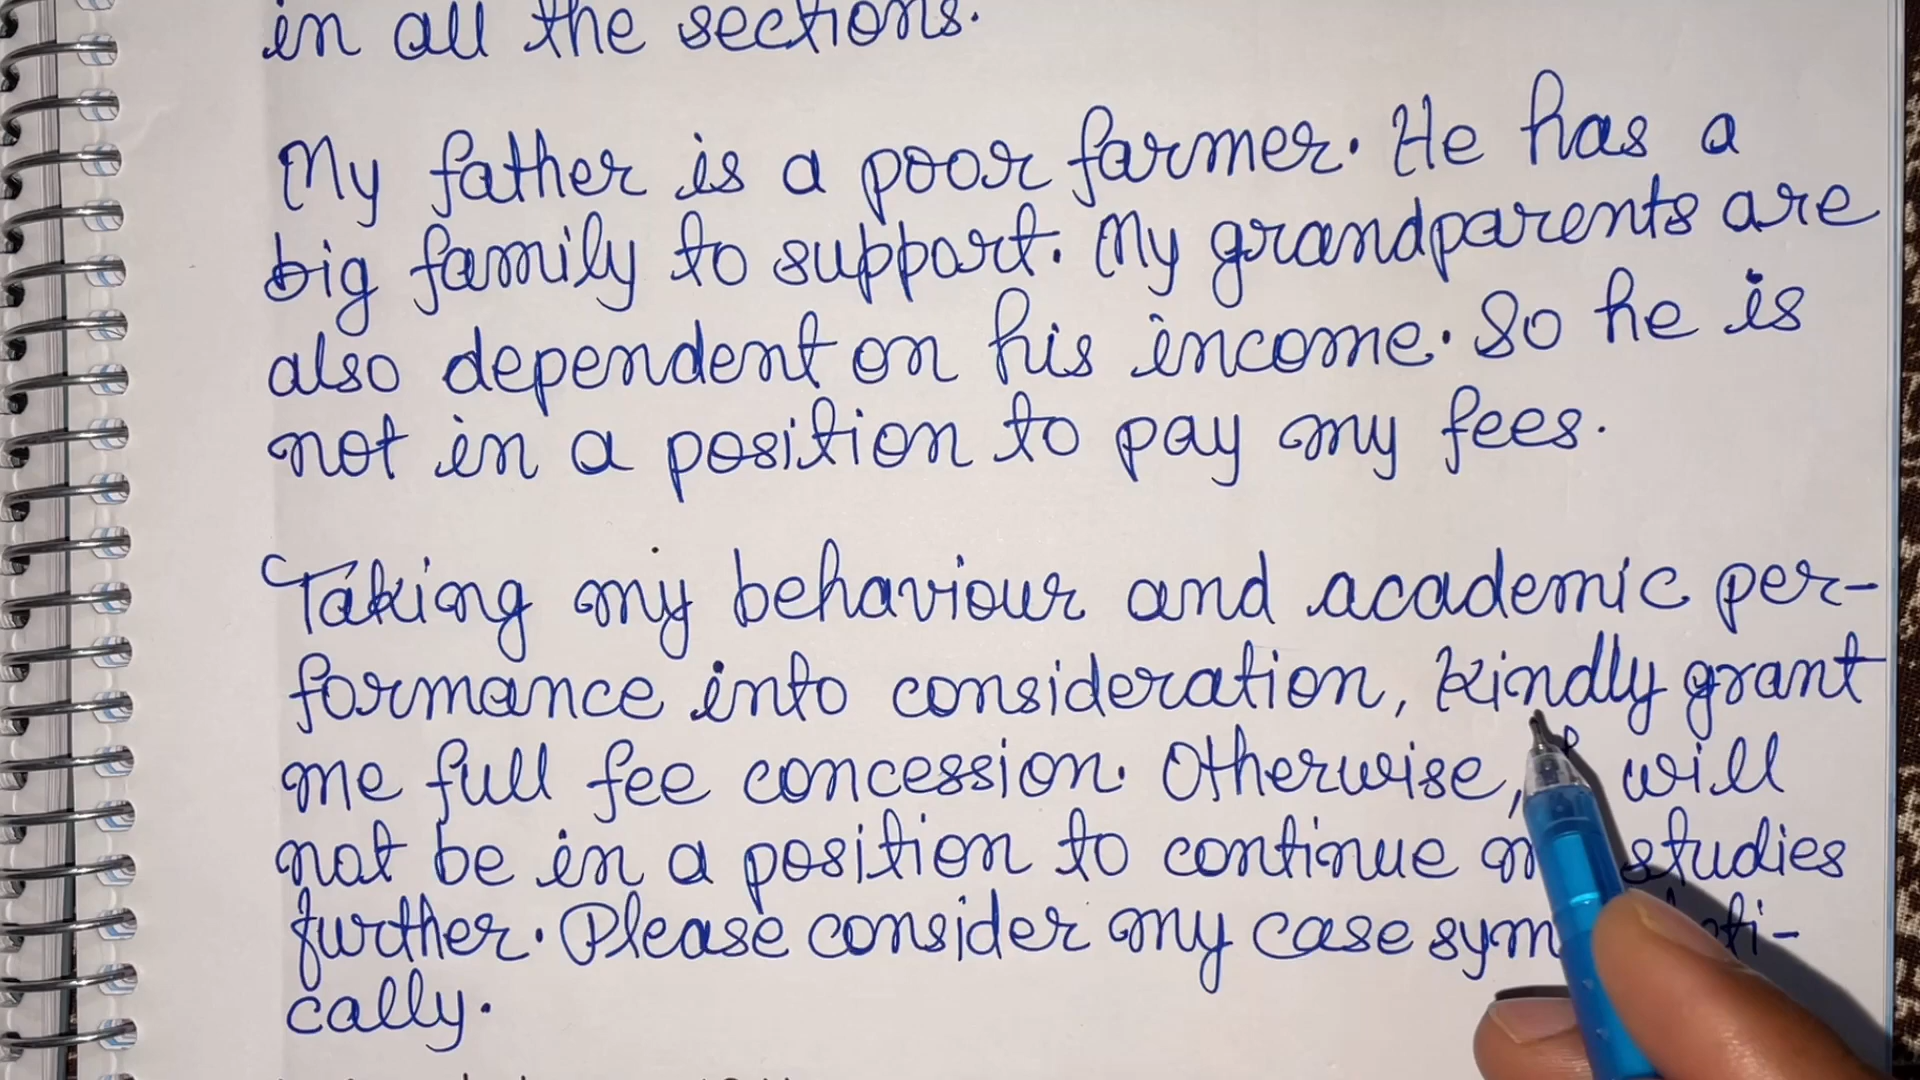 in all the sections.
My father is a poor farmer. He has a
big family to support. My grandparents are
also dependent on his income. So he is
not in a position to pay my fees.
Taking my behaviour and academic per-
formance into consideration, kindly grant
me full fee concession. Otherwise, will
not be in a position to continue studies
further. Please consider my case
cally.